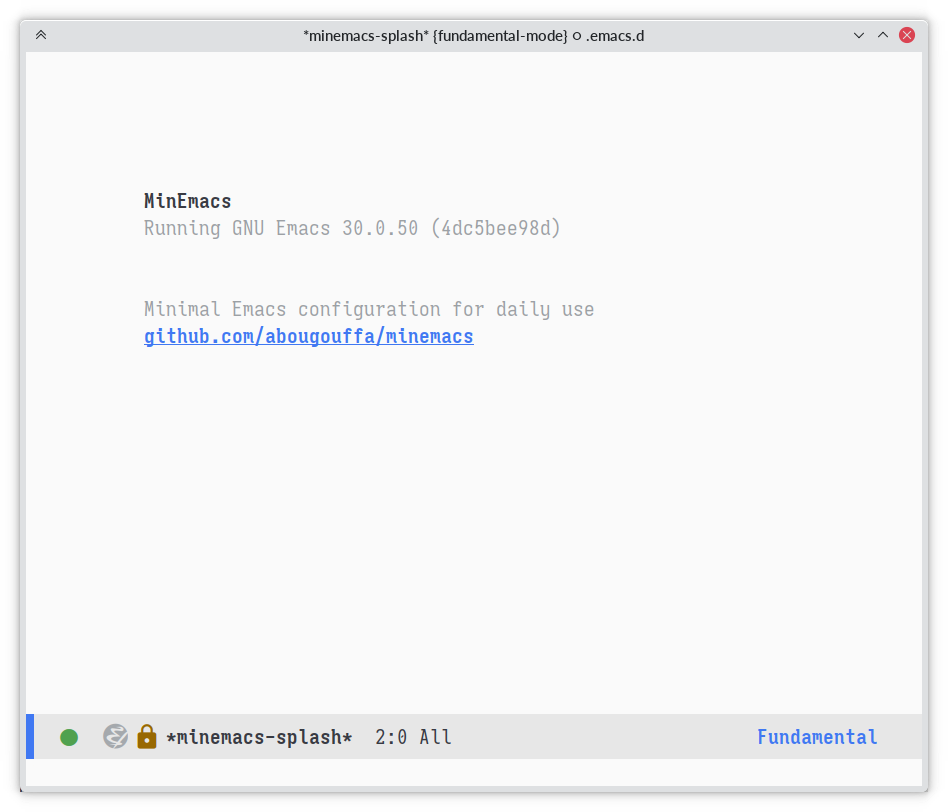 *minemacs-splash* {fundamental-mode} ○ .emacs.d
MinEmacs
Running GNU Emacs 30.0.50 (4dc5bee98d)
Minimal Emacs configuration for daily use
github.com/abougouffa/minemacs
*minemacs-splash* 2:0 All Fundamental